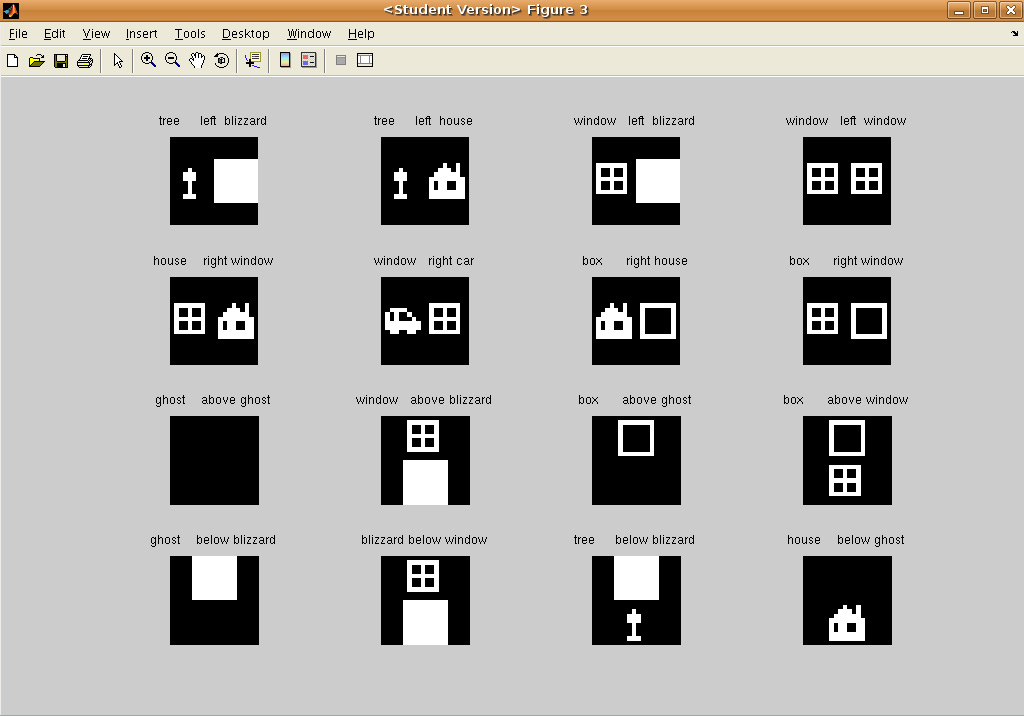 <Student Version> Figure 3
File Edit View Insert Tools Desktop Window Help
tree left blizzard
tree left house
window left blizzard
window left window
house right window
window right car
box right house
box right window
ghost above ghost
window above blizzard
box above ghost
box above window
ghost below blizzard
blizzard below window
tree below blizzard
house below ghost